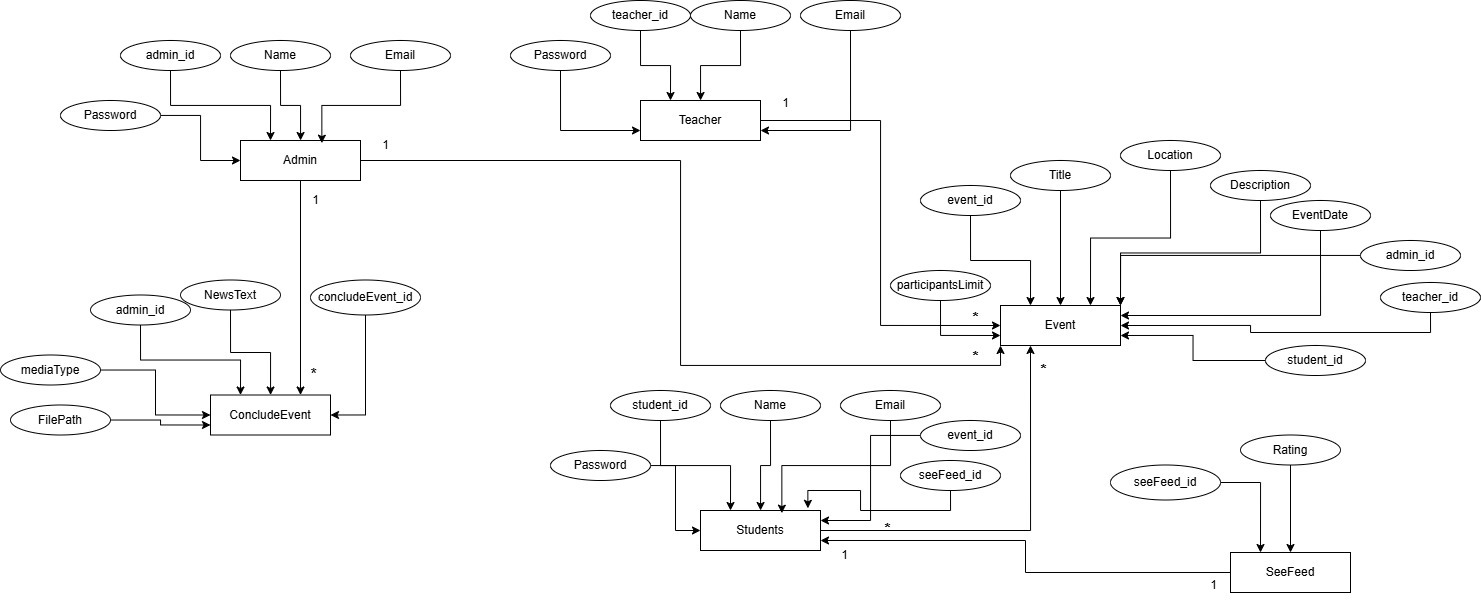 teacher_id
Name
Email
admin_id
Name
Email
Password
Password
Teacher
1
Admin
1
1
Location
Title
Description
event_id
EventDate
admin_id
participantsLimit
teacher_id
*
Event
*
student_id
*
admin_id
NewsText
concludeEvent_id
mediaType
*
FilePath
ConcludeEvent
student_id
Name
Email
event_id
Password
seeFeed_id
Students
*
1
Rating
seeFeed_id
SeeFeed
1